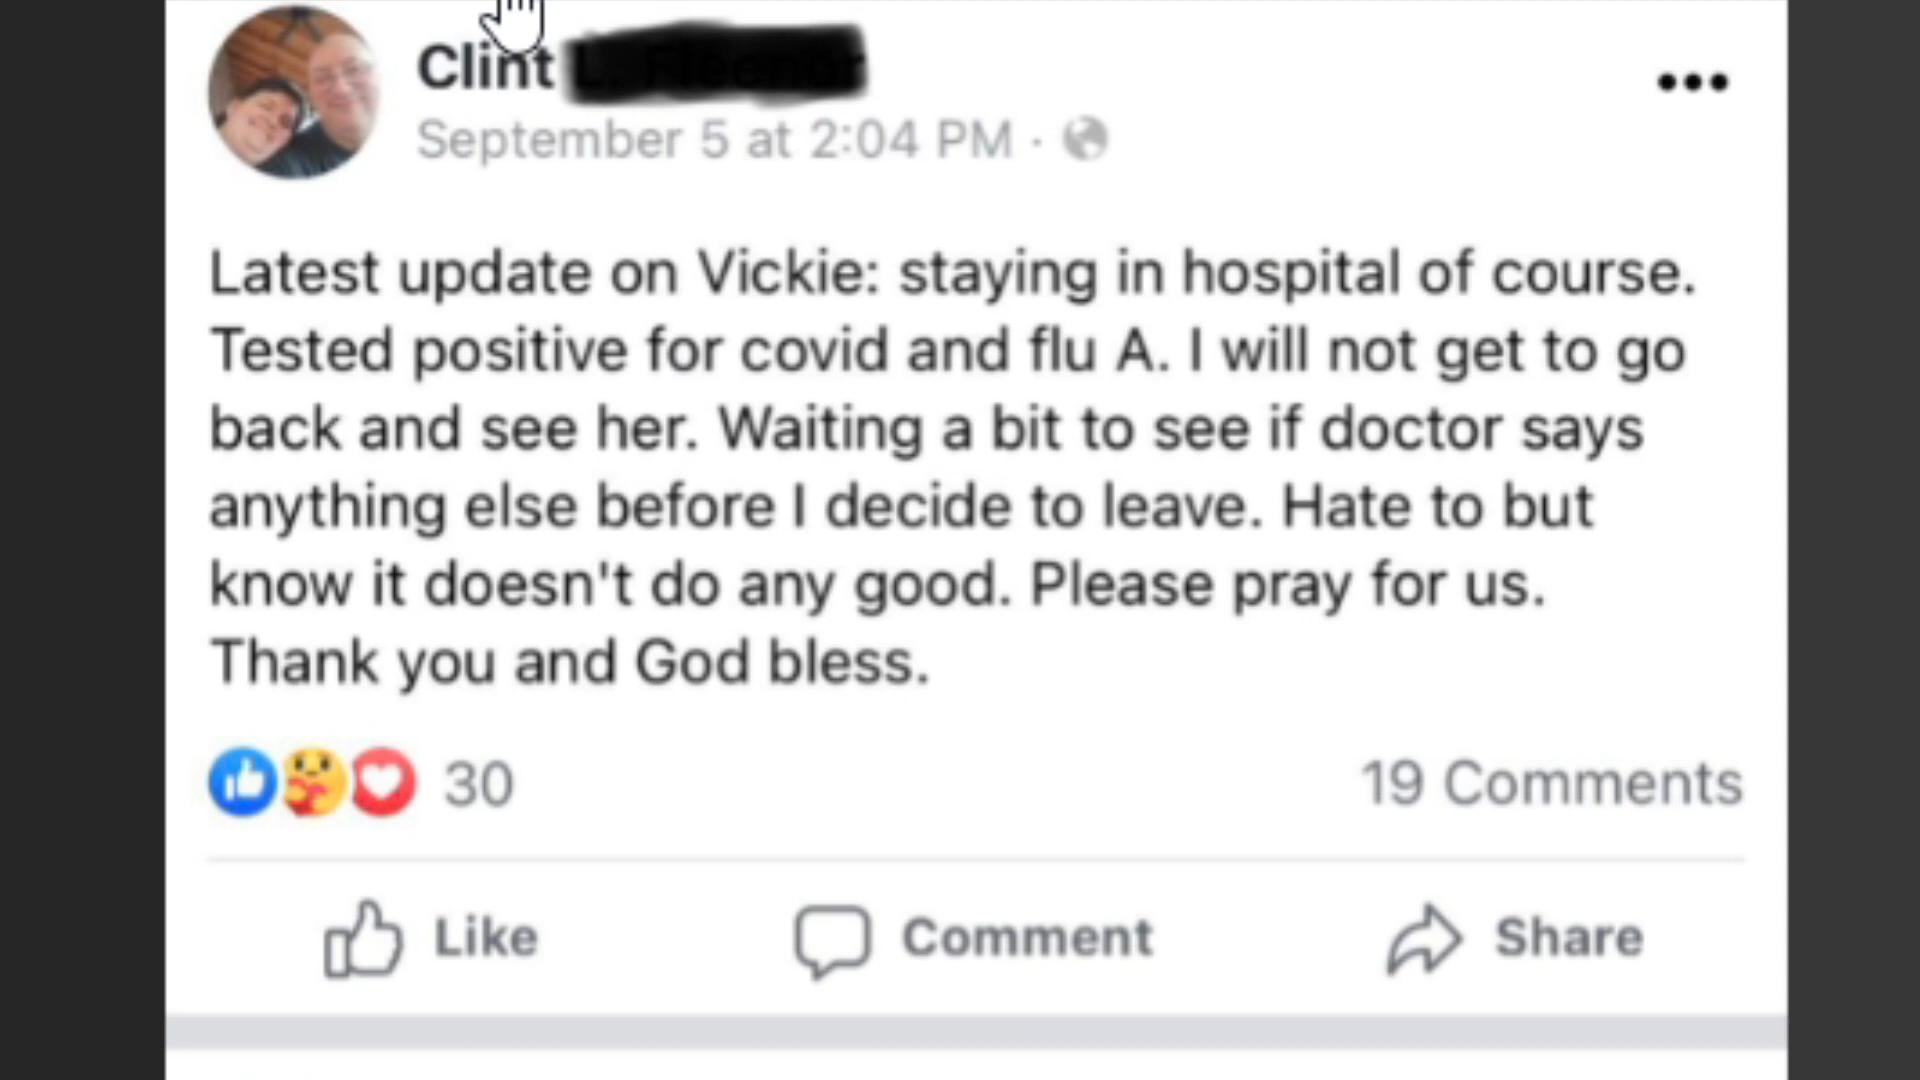 Clint
September 5 at 2:04 PM ·
Latest update on Vickie: staying in hospital of course.
Tested positive for covid and flu A. I will not get to go
back and see her. Waiting a bit to see if doctor says
anything else before I decide to leave. Hate to but
know it doesn't do any good. Please pray for us.
Thank you and God bless.
30
19 Comments
Like
Comment
Share